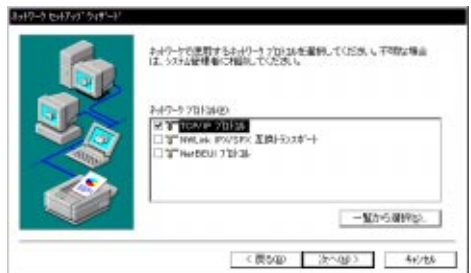 ネットワーク セットアップ ウィザード
ネットワークで使用するネットワーク プロトコルを選択してください。不明な場合
は、システム管理者に相談してください。
ネットワーク プロトコル(P)
TCP/IP プロトコル
NWLink IPX/SPX 互換トランスポート
NetBEUI プロトコル
一覧から選択(L)...
< 戻る(B)
次へ(N) >
キャンセル